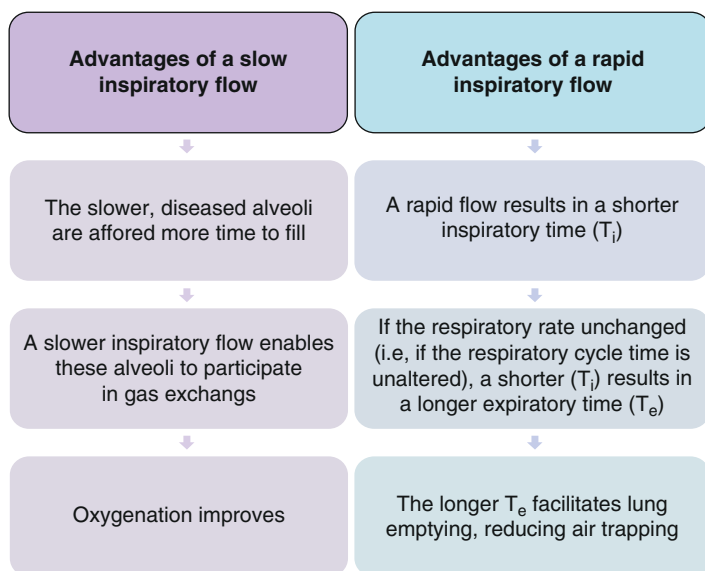 Advantages of a slow
inspiratory flow
The slower, diseased alveoli
are afforded more time to fill
A slower inspiratory flow enables
these alveoli to participate
in gas exchangs
Oxygenation improves
Advantages of a rapid
inspiratory flow
A rapid flow results in a shorter
inspiratory time (Ti)
If the respiratory rate unchanged
(i.e, if the respiratory cycle time is
unaltered), a shorter (Ti) results in
a longer expiratory time (Te)
The longer Te facilitates lung
emptying, reducing air trapping